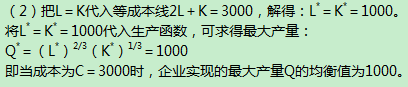 （2）把L＝K代入等成本线2L＋K＝3000，解得：L*＝K*＝1000。
将L*＝K*＝1000代入生产函数，可求得最大产量：
Q*＝（L*）2/3（K*）1/3＝1000
即当成本为C＝3000时，企业实现的最大产量Q的均衡值为1000。